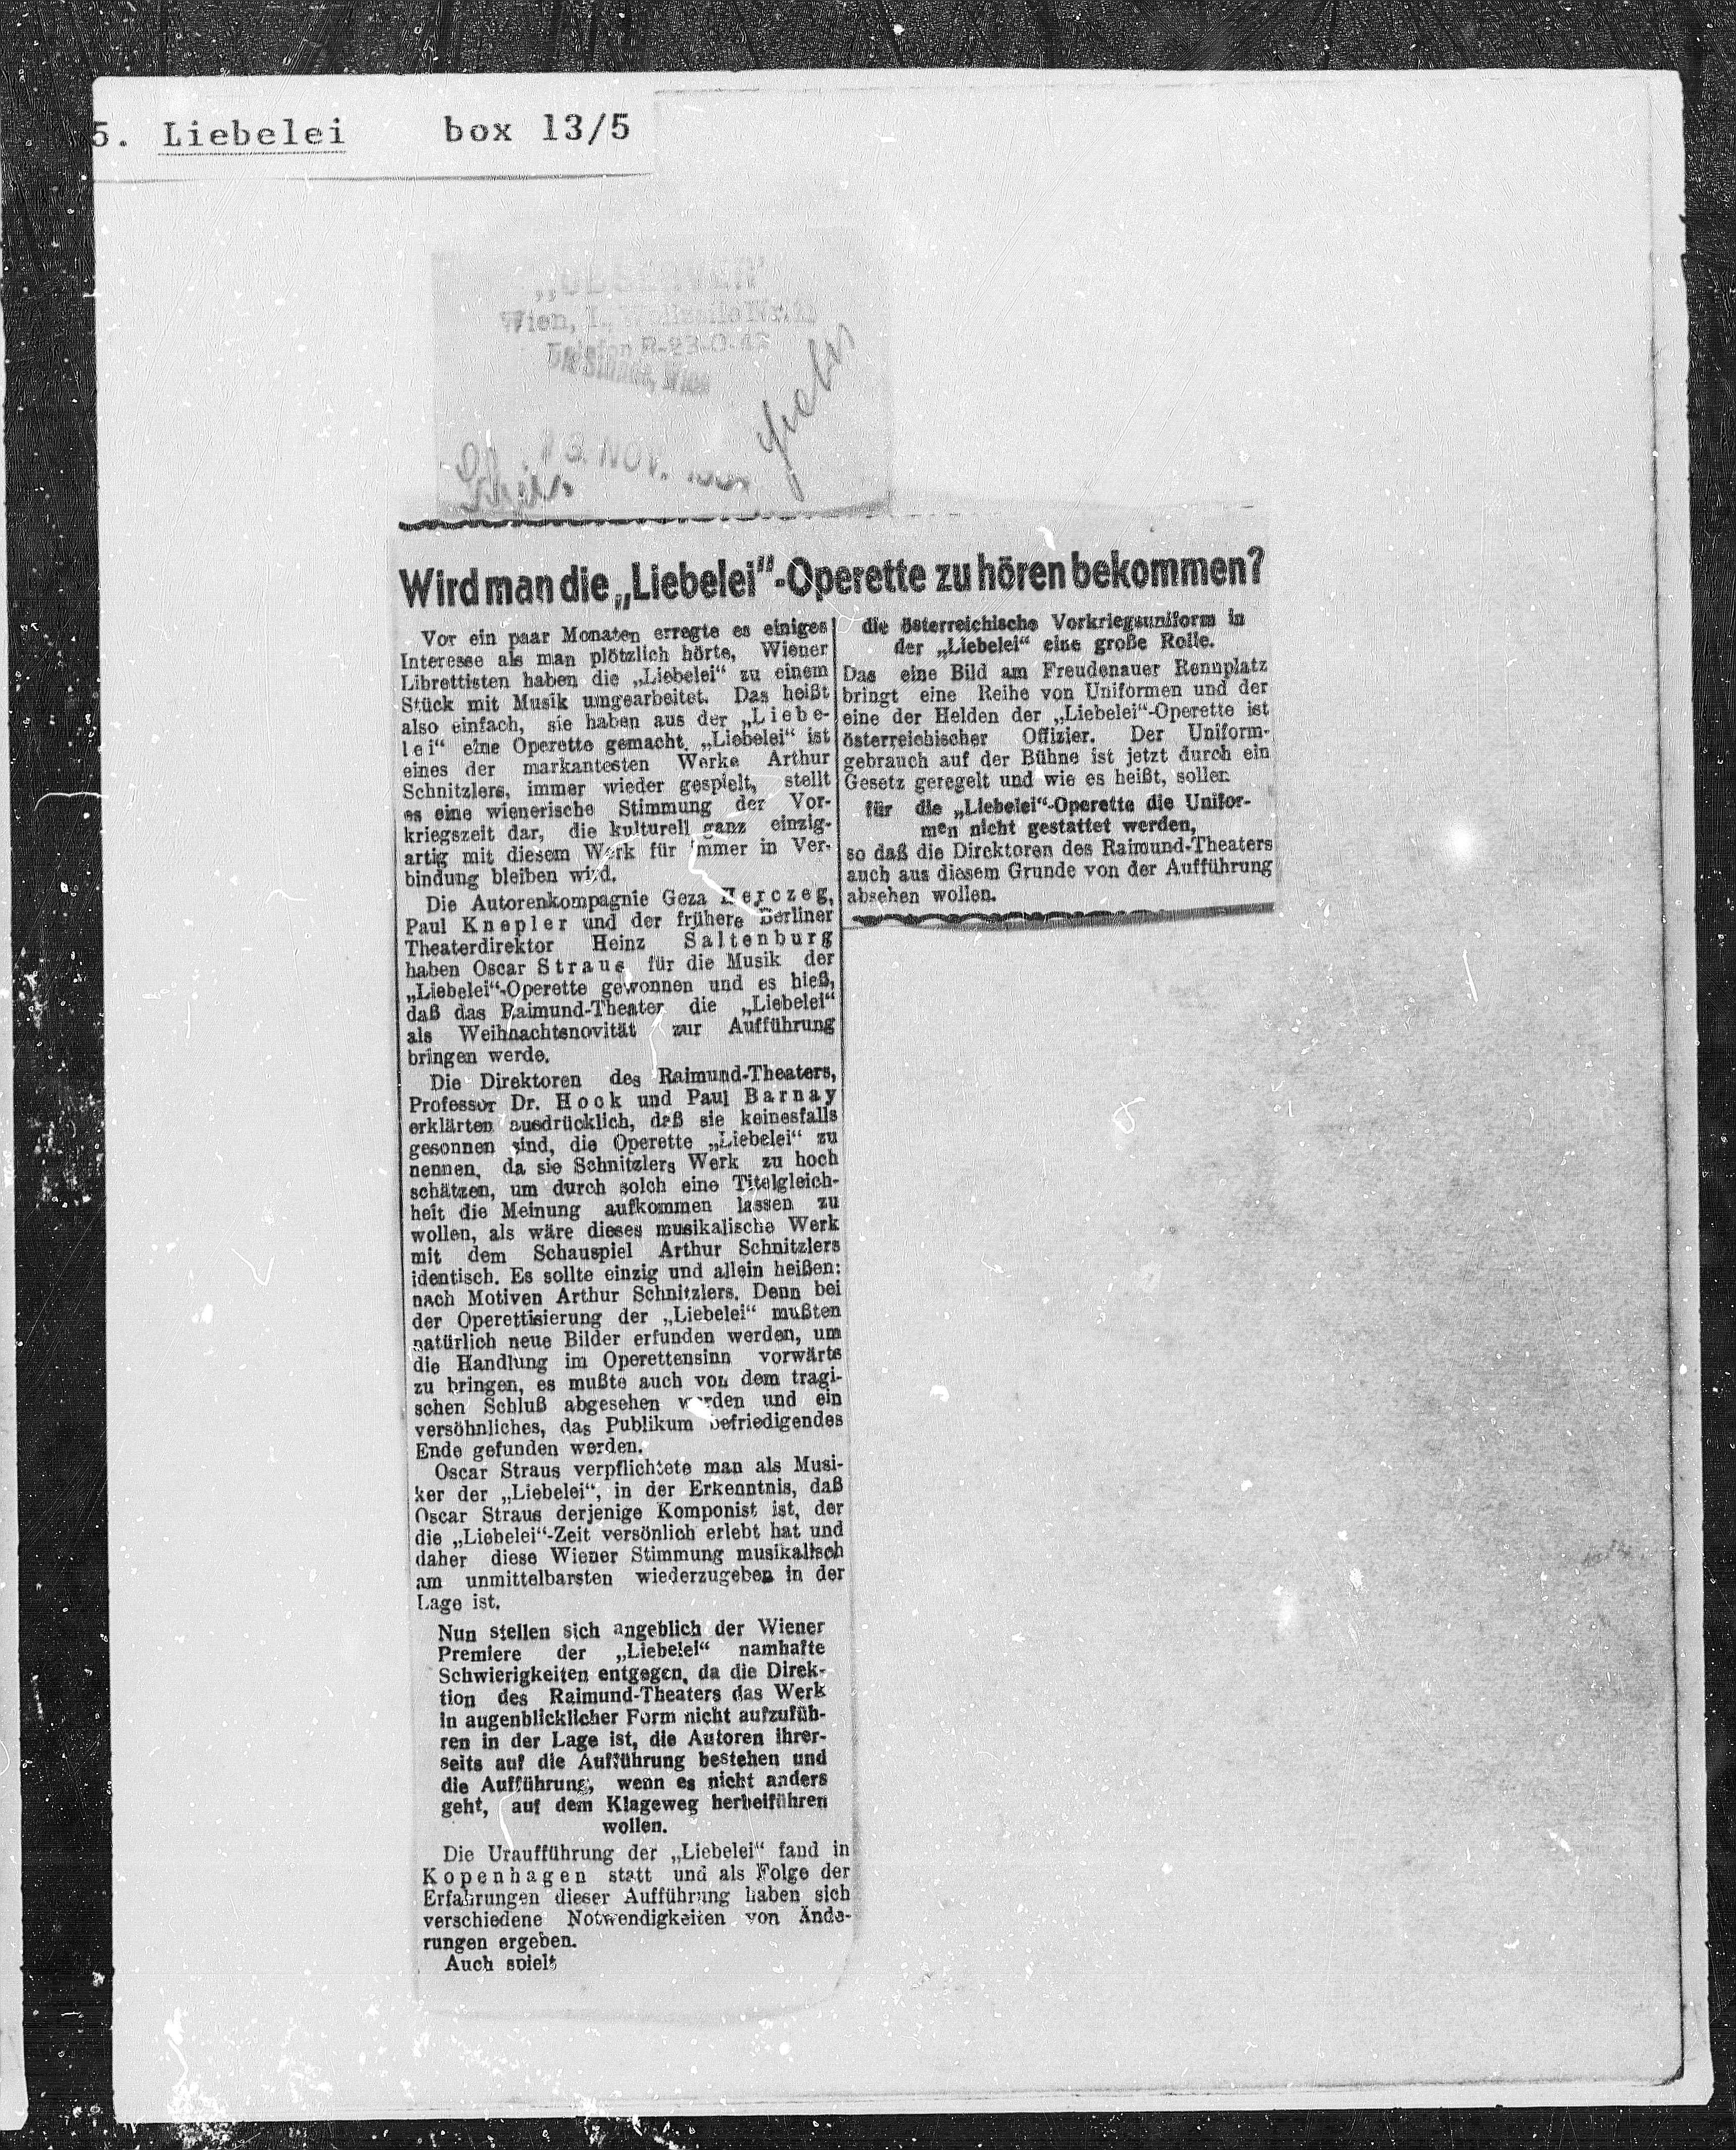 5. Liebelei box 13/5
„OBSERVER"
Wien, I., Wollzeile Nr. 11
Telefon R-23-0-45
Die Stunde, Wien
13. NOV.
Wird man die „Liebelei"-Operette zu hören bekommen?
Vor ein paar Monaten erregte es einiges
Interesse als man plötzlich hörte, Wiener
Librettisten haben die „Liebelei" zu einem
Stück mit Musik umgearbeitet. Das heißt
also einfach, sie haben aus der „Liebe-
lei" eine Operette gemacht. „Liebelei" ist
eines der markantesten Werke Arthur
Schnitzlers, immer wieder gespielt, stellt
es eine wienerische Stimmung der Vor-
kriegszeit dar, die kulturell ganz einzig-
artig mit diesem Werk für immer in Ver-
bindung bleiben wird.
Die Autorenkompagnie Geza Herczeg,
Paul Knepler und der frühere Berliner
Theaterdirektor Heinz Saltenburg
haben Oscar Straus für die Musik der
„Liebelei"-Operette gewonnen und es hieß,
daß das Raimund-Theater die „Liebelei"
als Weihnachtsnovität zur Aufführung
bringen werde.
Die Direktoren des Raimund-Theaters,
Professor Dr. Hock und Paul Barnay
erklärten ausdrücklich, daß sie keinesfalls
gesonnen sind, die Operette „Liebelei" zu
nennen, da sie Schnitzlers Werk zu hoch
schätzen, um durch solch eine Titelgleich-
heit die Meinung aufkommen lassen zu
wollen, als wäre dieses musikalische Werk
mit dem Schauspiel Arthur Schnitzlers
identisch. Es sollte einzig und allein heißen:
nach Motiven Arthur Schnitzlers. Denn bei
der Operettisierung der „Liebelei" mußten
natürlich neue Bilder erfunden werden, um
die Handlung im Operettensinn vorwärts
zu bringen, es mußte auch von dem tragi-
schen Schluß abgesehen werden und ein
versöhnliches, das Publikum befriedigendes
Ende gefunden werden.
Oscar Straus verpflichtete man als Musi-
ker der „Liebelei", in der Erkenntnis, daß
Oscar Straus derjenige Komponist ist, der
die „Liebelei"-Zeit versönlich erlebt hat und
daher diese Wiener Stimmung musikalisch
am unmittelbarsten wiederzugeben in der
Lage ist.
Nun stellen sich angeblich der Wiener
Premiere der „Liebelei" namhafte
Schwierigkeiten entgegen, da die Direk-
tion des Raimund-Theaters das Werk
in augenblicklicher Form nicht aufzufüh-
ren in der Lage ist, die Autoren ihrer-
seits auf die Aufführung bestehen und
die Aufführung, wenn es nicht anders
geht, auf dem Klageweg herbeiführen
wollen.
Die Uraufführung der „Liebelei" fand in
Kopenhagen statt und als Folge der
Erfahrungen dieser Aufführung haben sich
verschiedene Notwendigkeiten von Ände-
rungen ergeben.
Auch spielt
die österreichische Vorkriegsuniform in
der „Liebelei" eine große Rolle.
Das eine Bild am Freudenauer Rennplatz
bringt eine Reihe von Uniformen und der
eine der Helden der „Liebelei"-Operette ist
österreichischer Offizier. Der Uniform-
gebrauch auf der Bühne ist jetzt durch ein
Gesetz geregelt und wie es heißt, sollen
für die „Liebelei"-Operette die Unifor-
men nicht gestattet werden,
so daß die Direktoren des Raimund-Theaters
auch aus diesem Grunde von der Aufführung
absehen wollen.